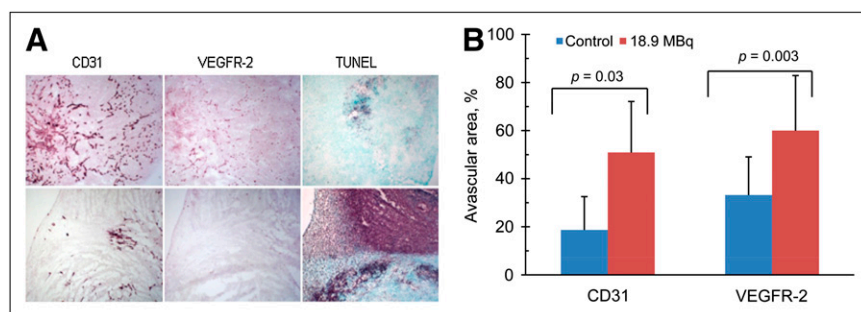 A
CD31 VEGFR-2 TUNEL
B
Control 18.9 MBq
p = 0.03
p = 0.003
Avascular area, %
100
80
60
40
20
0
CD31 VEGFR-2